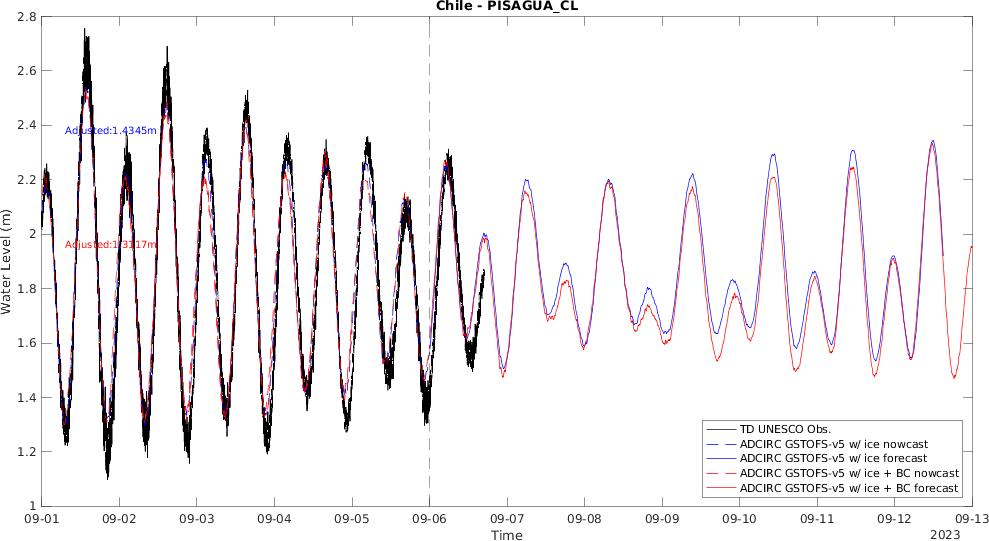 Chile - PISAGUA_CL
2.8
2.6
2.4
2.2
2
1.8
1.6
1.4
1.2
1
Water Level (m)
Adjusted:1.4345m
Adjusted:1.3117m
TD UNESCO Obs.
ADCIRC GSTOFS-v5 w/ ice nowcast
ADCIRC GSTOFS-v5 w/ ice forecast
ADCIRC GSTOFS-v5 w/ ice + BC nowcast
ADCIRC GSTOFS-v5 w/ ice + BC forecast
09-01 09-02 09-03 09-04 09-05 09-06 09-07 09-08 09-09 09-10 09-11 09-12 09-13
Time
2023